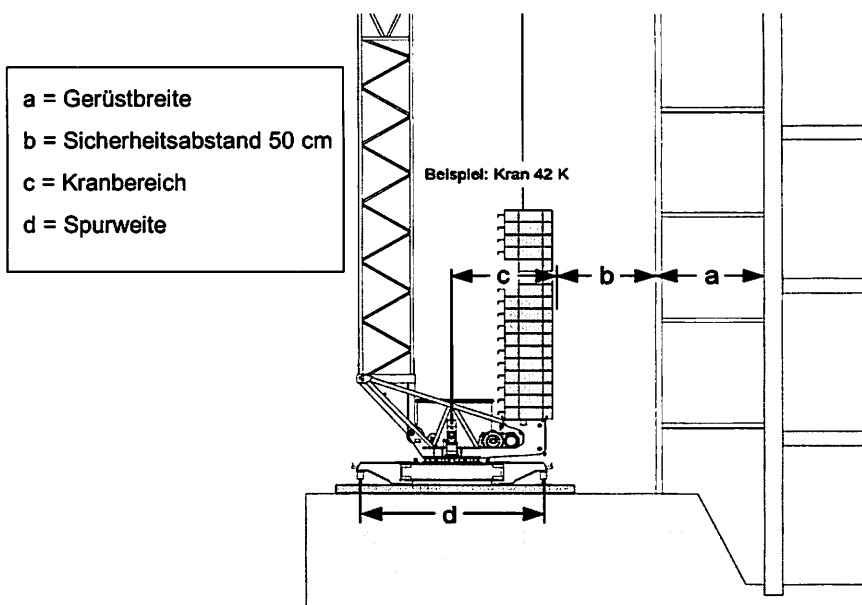 a = Gerüstbreite
b = Sicherheitsabstand 50 cm
c = Kranbereich
d = Spurweite
Beispiel: Kran 42 K
c
b
a
d